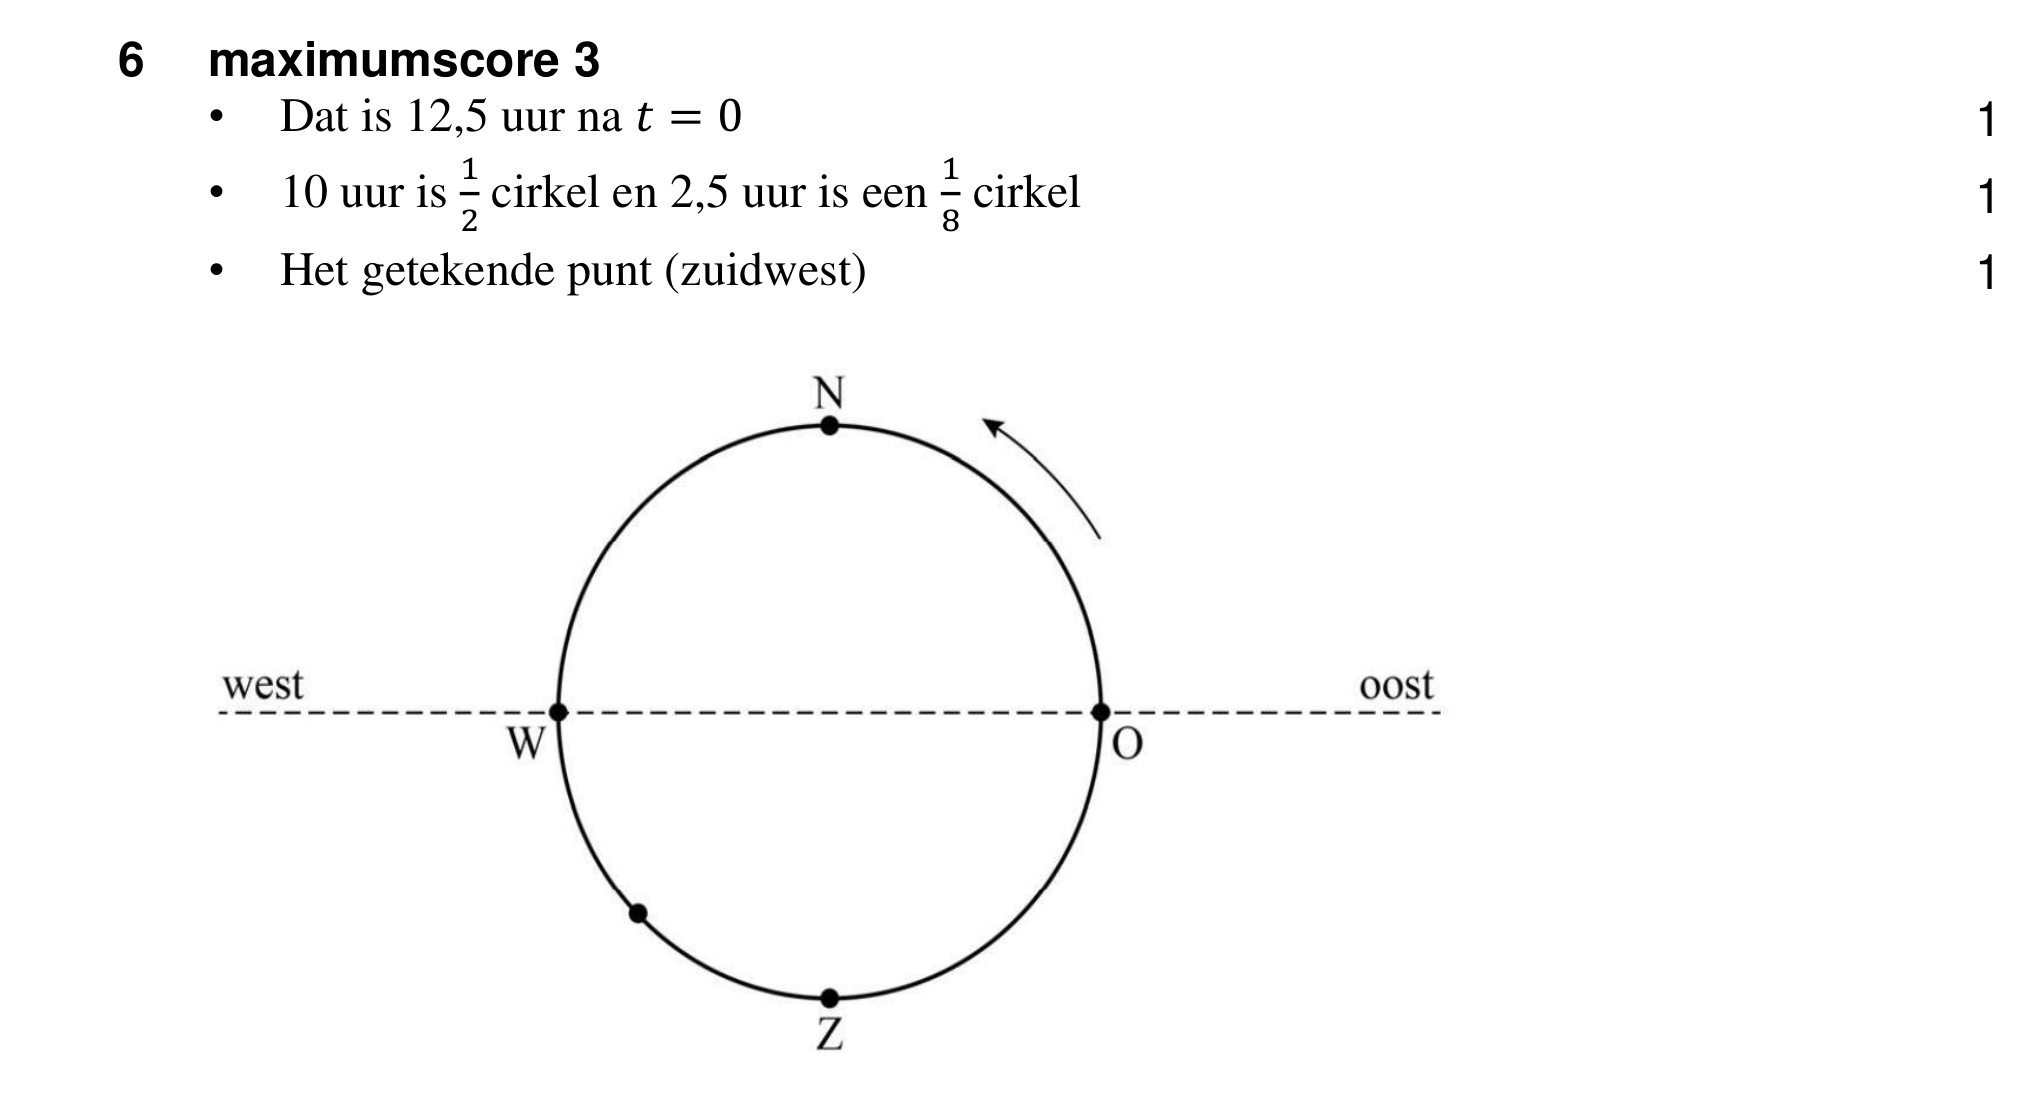 6 maximumscore 3
• Dat is 12,5 uur na t = 0 1
• 10 uur is 1/2 cirkel en 2,5 uur is een 1/8 cirkel 1
• Het getekende punt (zuidwest) 1
N
west oost
W O
Z